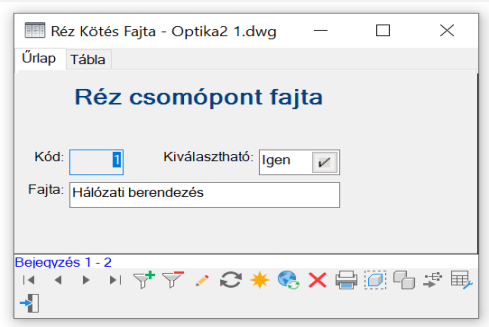 Réz Kötés Fajta - Optika2 1.dwg
Űrlap Tábla
Réz csomópont fajta
Kód: 1 Kiválasztható: Igen
Fajta: Hálózati berendezés
Bejegyzés 1 - 2